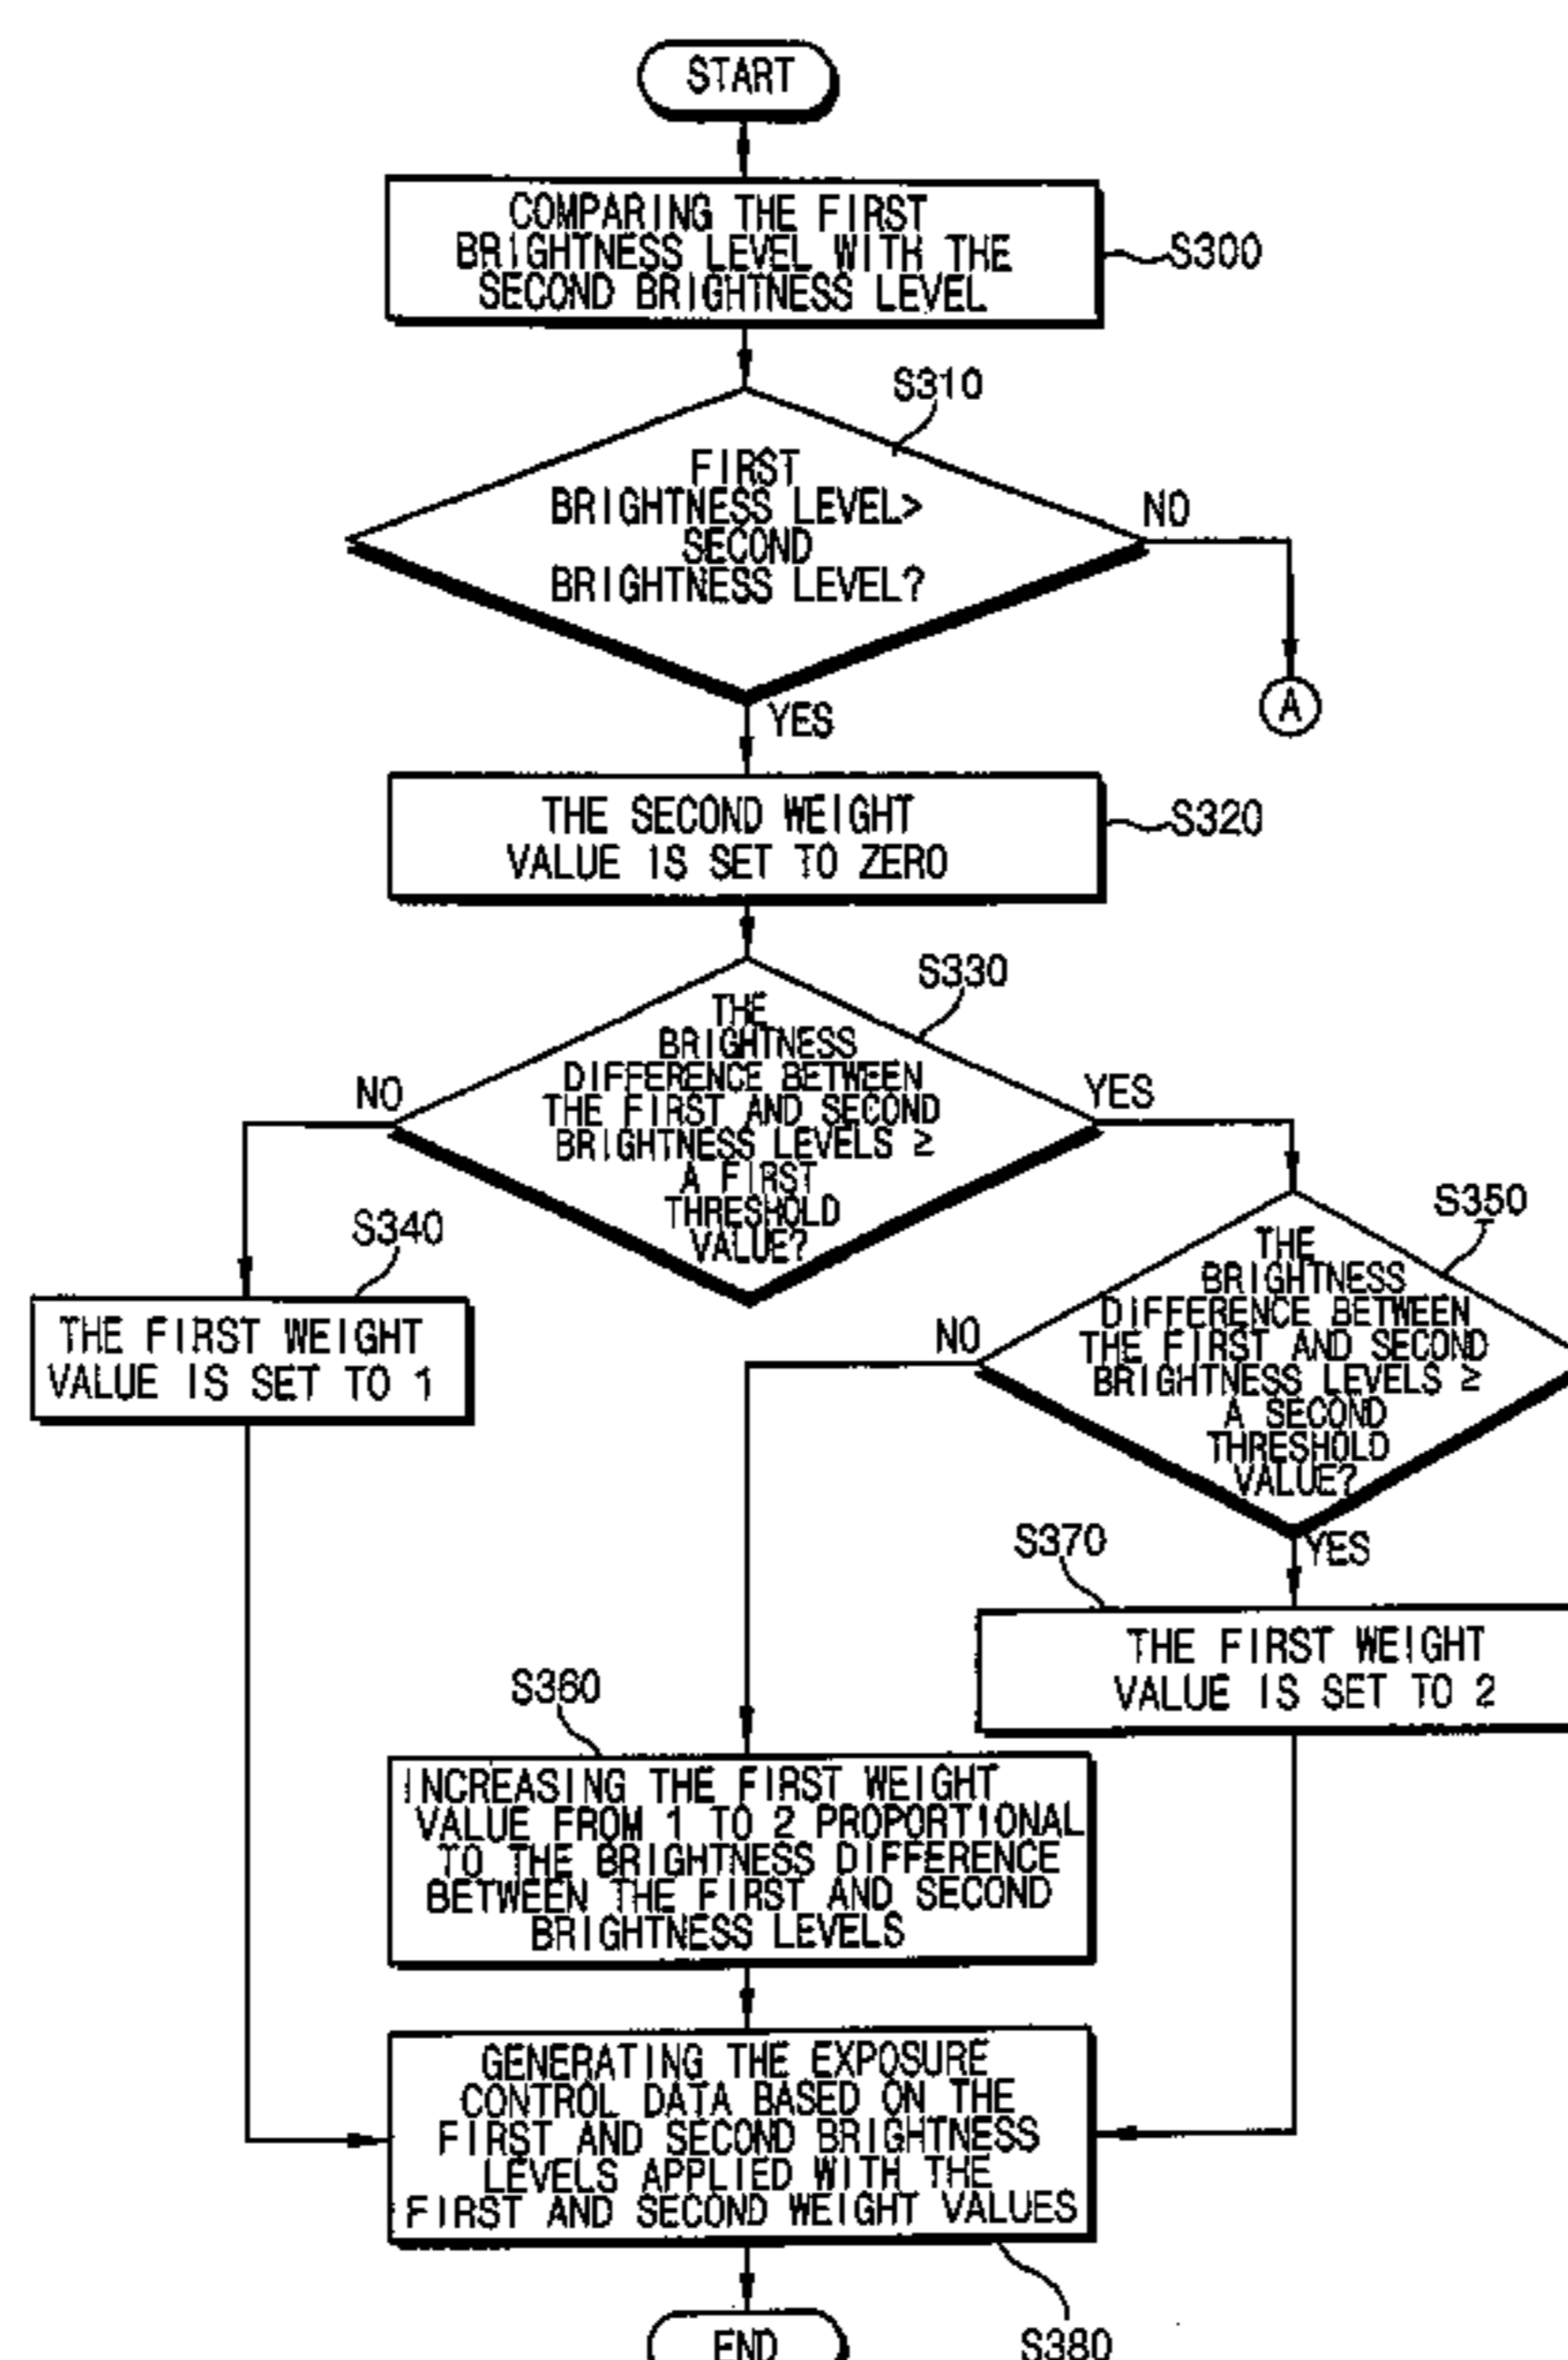 START
COMPARING THE FIRST
BRIGHTNESS LEVEL WITH THE
SECOND BRIGHTNESS LEVEL
S300
S310
FIRST
BRIGHTNESS LEVEL>
SECOND
BRIGHTNESS LEVEL?
NO
A
YES
THE SECOND WEIGHT
VALUE IS SET TO ZERO
S320
S330
THE
BRIGHTNESS
DIFFERENCE BETWEEN
THE FIRST AND SECOND
BRIGHTNESS LEVELS ≥
A FIRST
THRESHOLD
VALUE?
NO
YES
S340
THE FIRST WEIGHT
VALUE IS SET TO 1
S350
THE
BRIGHTNESS
DIFFERENCE BETWEEN
THE FIRST AND SECOND
BRIGHTNESS LEVELS ≥
A SECOND
THRESHOLD
VALUE?
NO
YES
S370
THE FIRST WEIGHT
VALUE IS SET TO 2
S360
INCREASING THE FIRST WEIGHT
VALUE FROM 1 TO 2 PROPORTIONAL
TO THE BRIGHTNESS DIFFERENCE
BETWEEN THE FIRST AND SECOND
BRIGHTNESS LEVELS
GENERATING THE EXPOSURE
CONTROL DATA BASED ON THE
FIRST AND SECOND BRIGHTNESS
LEVELS APPLIED WITH THE
FIRST AND SECOND WEIGHT VALUES
END
S380